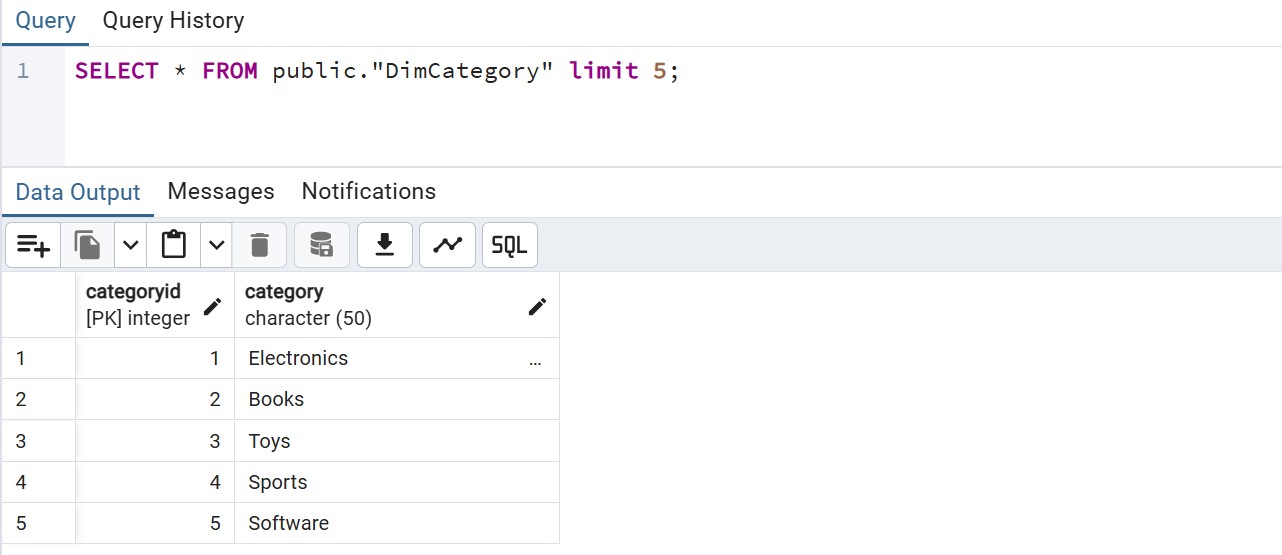 Query Query History
1 SELECT * FROM public."DimCategory" limit 5;
Data Output Messages Notifications
SQL
categoryid category
[PK] integer character (50)
1 1 Electronics ...
2 2 Books
3 3 Toys
4 4 Sports
5 5 Software